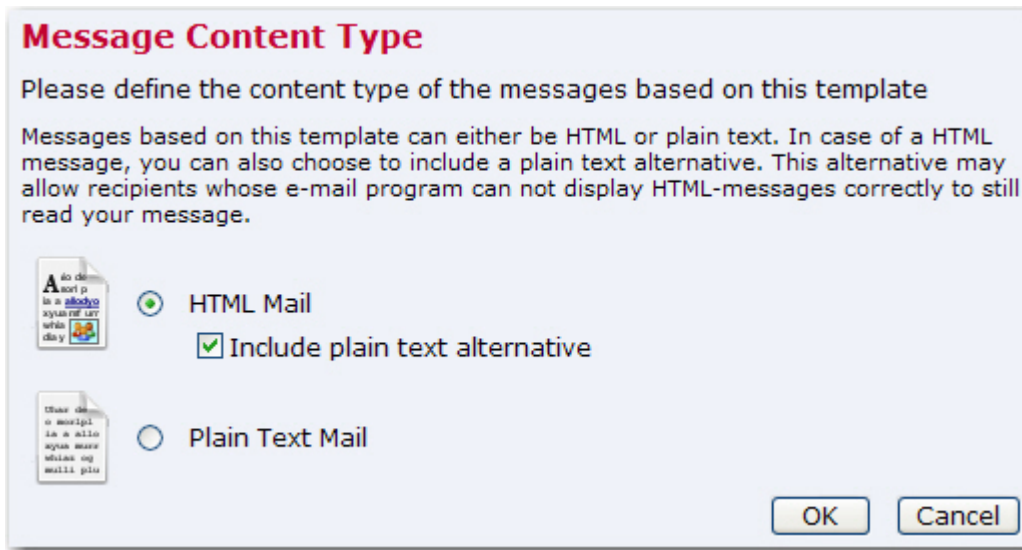 Message Content Type
Please define the content type of the messages based on this template
Messages based on this template can either be HTML or plain text. In case of a HTML
message, you can also choose to include a plain text alternative. This alternative may
allow recipients whose e-mail program can not display HTML-messages correctly to still
read your message.
HTML Mail
Include plain text alternative
Plain Text Mail
OK
Cancel